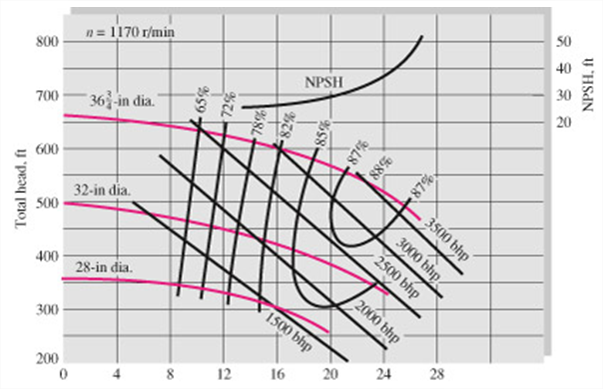 n = 1170 r/min
800
700
600
500
400
300
200
Total head, ft
50
40
30
20
NPSH, ft
NPSH
36 3/4-in dia.
32-in dia.
28-in dia.
65%
72%
78%
82%
85%
87%
88%
87%
3500 bhp
3000 bhp
2500 bhp
2000 bhp
1500 bhp
0 4 8 12 16 20 24 28